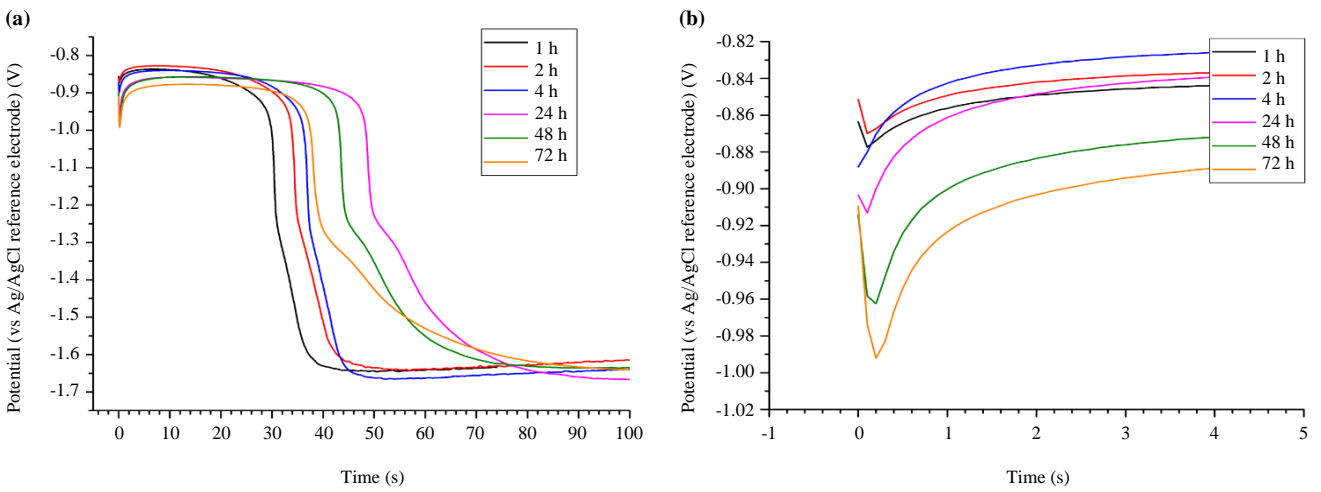 (a)
Potential (vs Ag/AgCl reference electrode) (V)
-0.8
-0.9
-1.0
-1.1
-1.2
-1.3
-1.4
-1.5
-1.6
-1.7
0 10 20 30 40 50 60 70 80 90 100
Time (s)
1 h
2 h
4 h
24 h
48 h
72 h
(b)
Potential (vs Ag/AgCl reference electrode) (V)
-0.82
-0.84
-0.86
-0.88
-0.90
-0.92
-0.94
-0.96
-0.98
-1.00
-1.02
-1 0 1 2 3 4 5
Time (s)
1 h
2 h
4 h
24 h
48 h
72 h